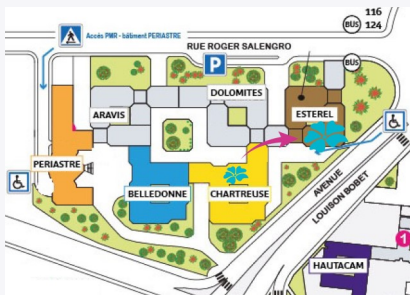 116
BUS 124
Accès PMR - bâtiment PERIASTRE
RUE ROGER SALENGRO
P
BUS
DOLOMITES
ARAVIS
ESTEREL
PERIASTRE
BELLEDONNE
CHARTREUSE
AVENUE
LOUISON BOBET
1
HAUTACAM